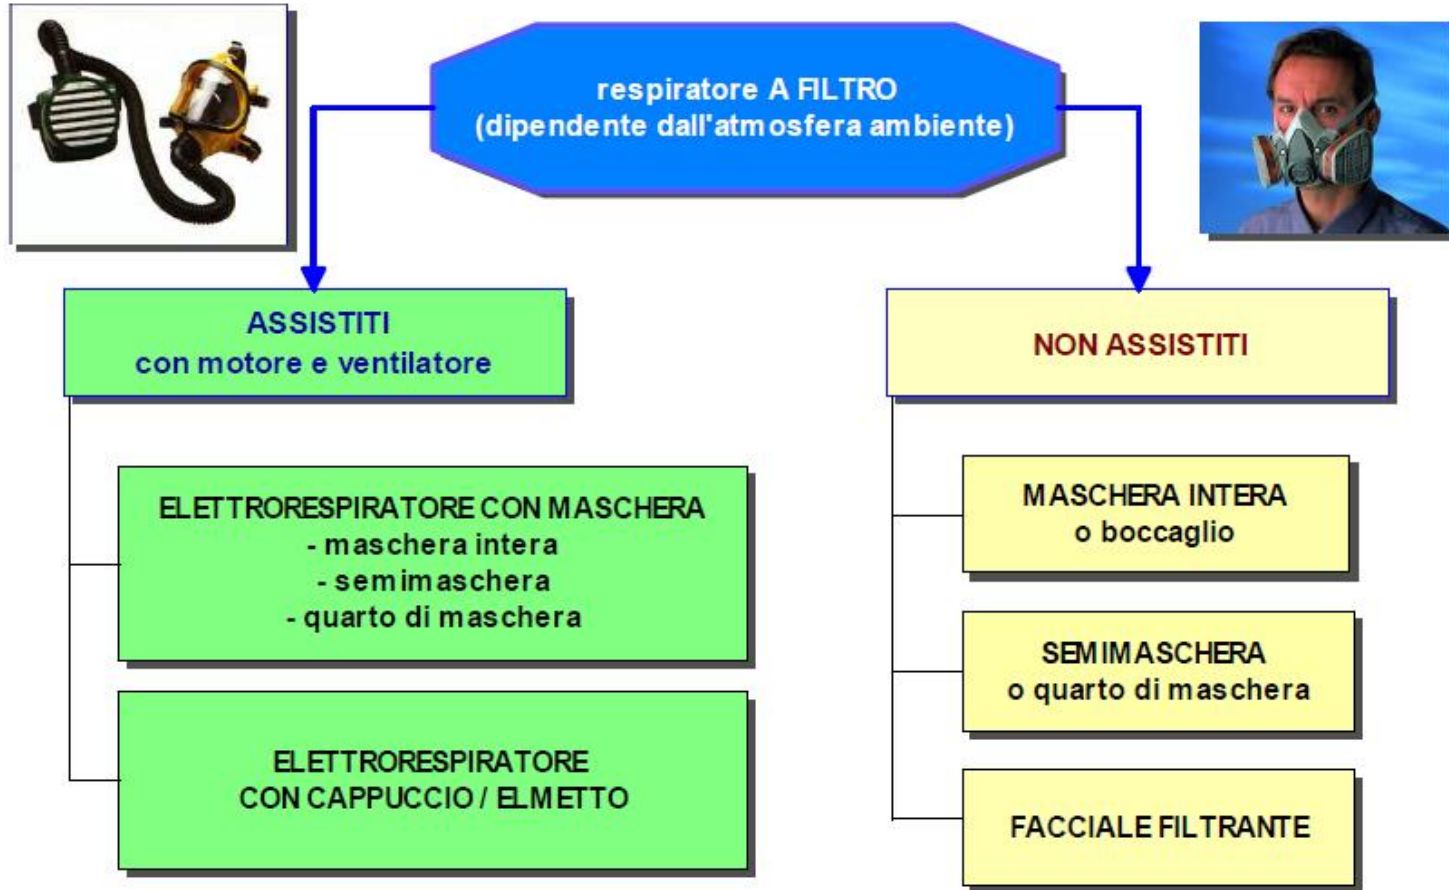 respiratore A FILTRO
(dipendente dall'atmosfera ambiente)
ASSISTITI
con motore e ventilatore
NON ASSISTITI
ELETTRORESPIRATORE CON MASCHERA
- maschera intera
- semimaschera
- quarto di maschera
ELETTRORESPIRATORE
CON CAPPUCCIO / ELMETTO
MASCHERA INTERA
o boccaglio
SEMIMASCHERA
o quarto di maschera
FACCIALE FILTRANTE